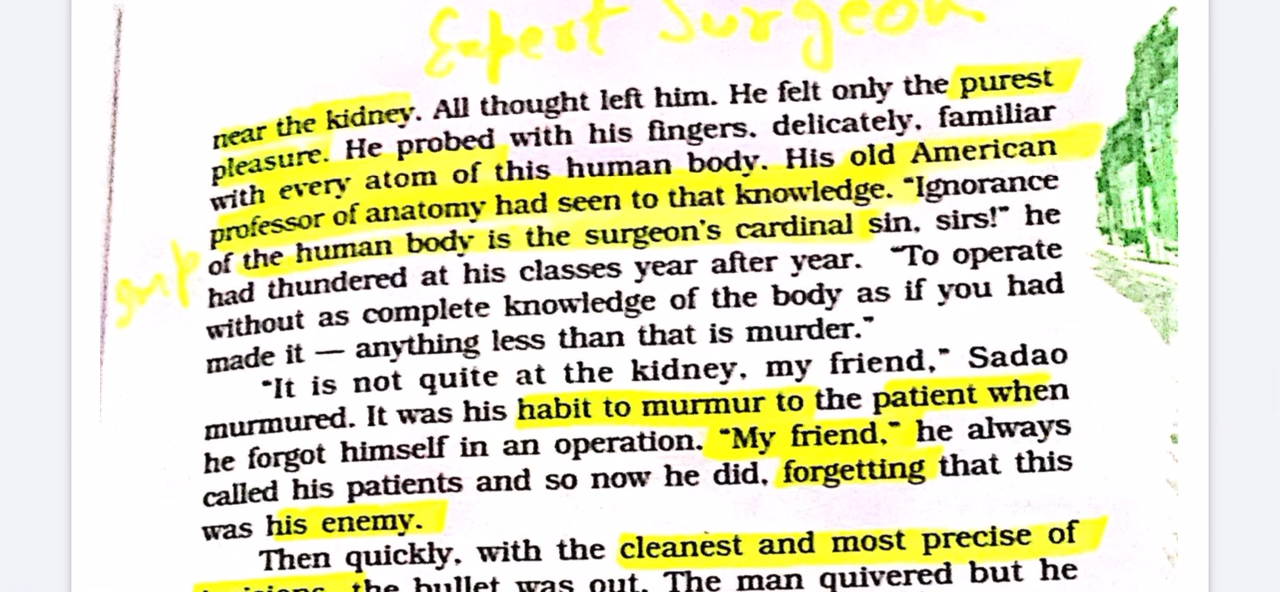 Expert Surgeon
near the kidney. All thought left him. He felt only the purest
pleasure. He probed with his fingers, delicately, familiar
with every atom of this human body. His old American
professor of anatomy had seen to that knowledge. "Ignorance
of the human body is the surgeon's cardinal sin, sirs!" he
had thundered at his classes year after year. "To operate
without as complete knowledge of the body as if you had
made it — anything less than that is murder."
"It is not quite at the kidney, my friend," Sadao
murmured. It was his habit to murmur to the patient when
he forgot himself in an operation. "My friend," he always
called his patients and so now he did, forgetting that this
was his enemy.
Then quickly, with the cleanest and most precise of
the bullet was out. The man quivered but he